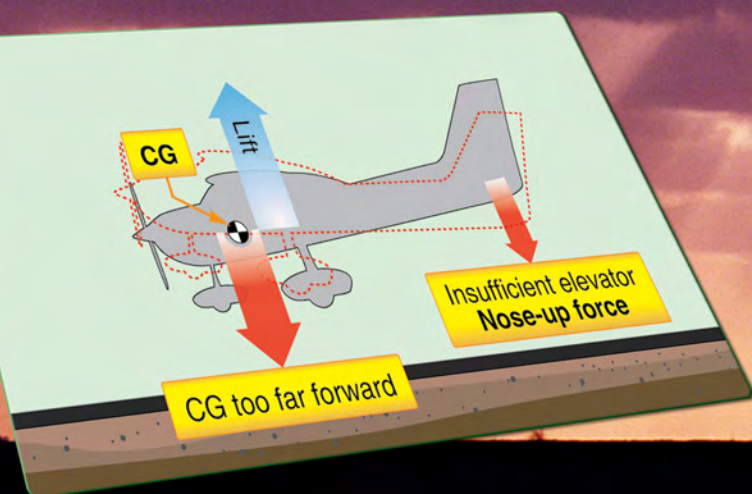 CG
Lift
Insufficient elevator
Nose-up force
CG too far forward